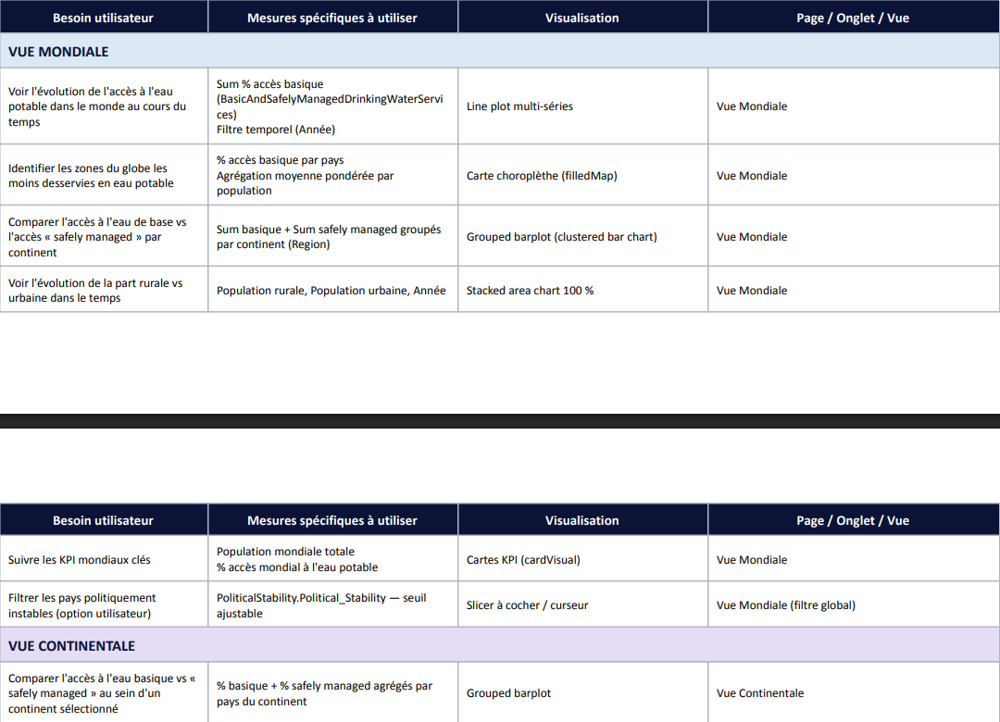 Besoin utilisateur
Mesures spécifiques à utiliser
Visualisation
Page / Onglet / Vue
VUE MONDIALE
Voir l'évolution de l'accès à l'eau
potable dans le monde au cours du
temps
Sum % accès basique
(BasicAndSafelyManagedDrinkingWaterServi
ces)
Filtre temporel (Année)
Line plot multi-séries
Vue Mondiale
Identifier les zones du globe les
moins desservies en eau potable
% accès basique par pays
Agrégation moyenne pondérée par
population
Carte choroplèthe (filledMap)
Vue Mondiale
Comparer l'accès à l'eau de base vs
l'accès « safely managed » par
continent
Sum basique + Sum safely managed groupés
par continent (Region)
Grouped barplot (clustered bar chart)
Vue Mondiale
Voir l'évolution de la part rurale vs
urbaine dans le temps
Population rurale, Population urbaine, Année
Stacked area chart 100 %
Vue Mondiale
Besoin utilisateur
Mesures spécifiques à utiliser
Visualisation
Page / Onglet / Vue
Suivre les KPI mondiaux clés
Population mondiale totale
% accès mondial à l'eau potable
Cartes KPI (cardVisual)
Vue Mondiale
Filtrer les pays politiquement
instables (option utilisateur)
PoliticalStability.Political_Stability — seuil
ajustable
Slicer à cocher / curseur
Vue Mondiale (filtre global)
VUE CONTINENTALE
Comparer l'accès à l'eau basique vs «
safely managed » au sein d'un
continent sélectionné
% basique + % safely managed agrégés par
pays du continent
Grouped barplot
Vue Continentale